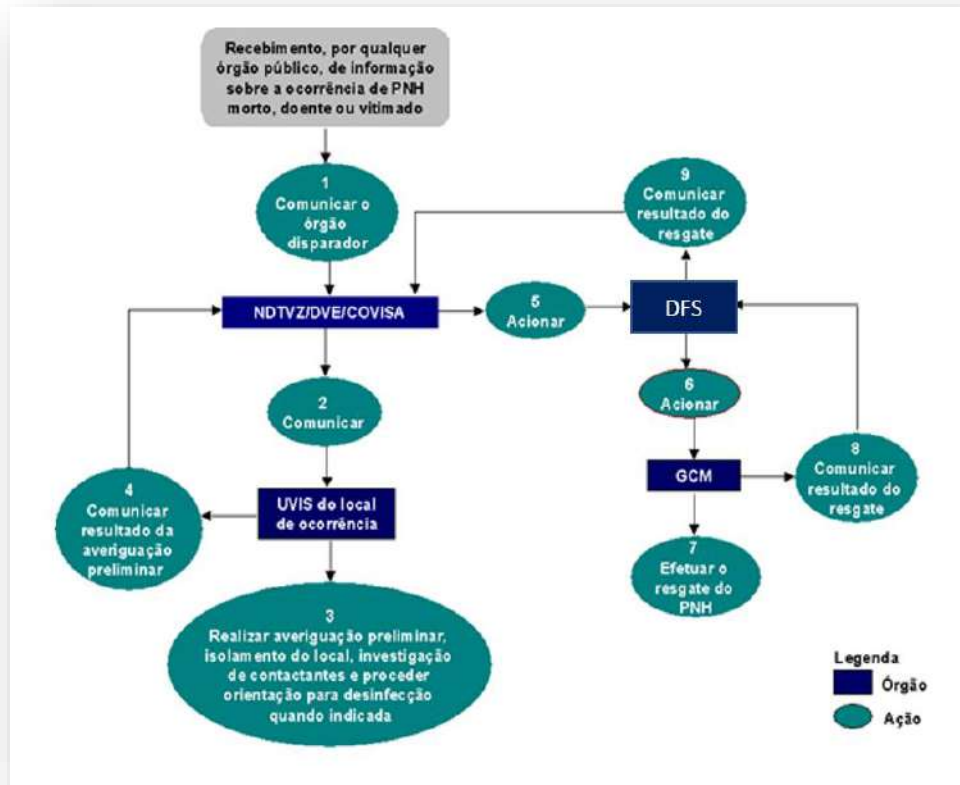 Recebimento, por qualquer
órgão público, de informação
sobre a ocorrência de PNH
morto, doente ou vitimado
1
Comunicar o
órgão
disparador
9
Comunicar
resultado do
resgate
NDTVZ/DVE/COVISA
5
Acionar
DFS
2
Comunicar
6
Acionar
4
Comunicar
resultado da
averiguação
preliminar
UVIS do local
de ocorrência
GCM
8
Comunicar
resultado do
resgate
7
Efetuar o
resgate do
PNH
3
Realizar averiguação preliminar,
isolamento do local, investigação
de contactantes e proceder
orientação para desinfecção
quando indicada
Legenda
Órgão
Ação